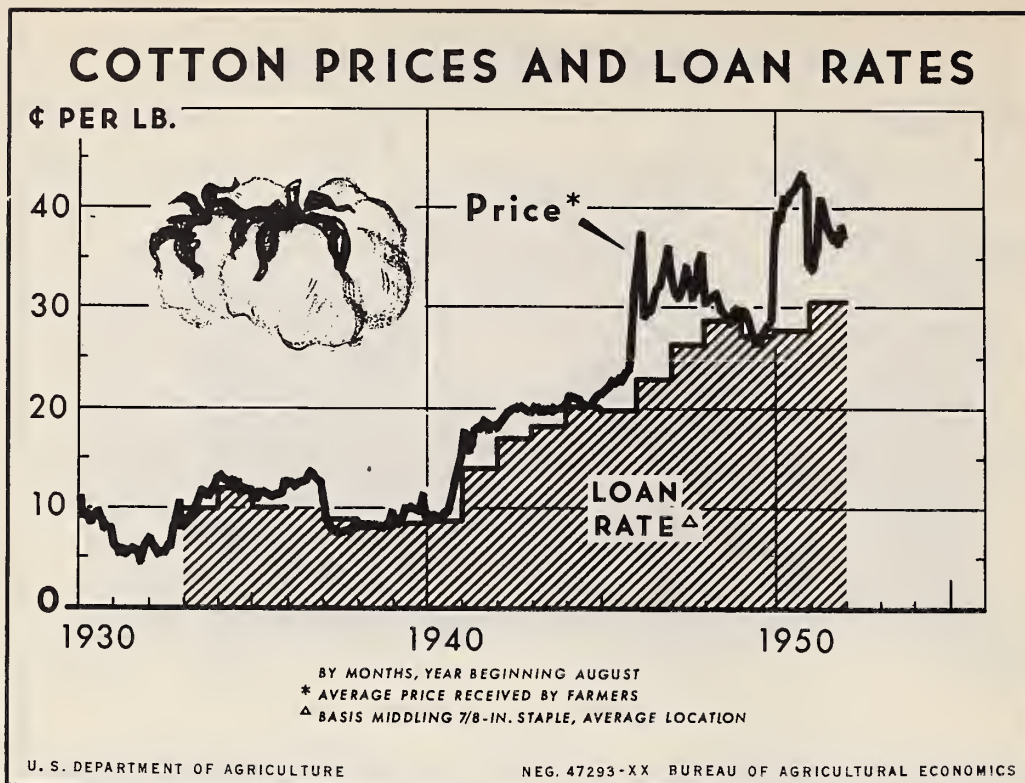 COTTON PRICES AND LOAN RATES
¢ PER LB.
40
30
20
10
0
Price*
LOAN
RATE△
1930
1940
1950
BY MONTHS, YEAR BEGINNING AUGUST
* AVERAGE PRICE RECEIVED BY FARMERS
△ BASIS MIDDLING 7/8-IN. STAPLE, AVERAGE LOCATION
U. S. DEPARTMENT OF AGRICULTURE
NEG. 47293-XX BUREAU OF AGRICULTURAL ECONOMICS